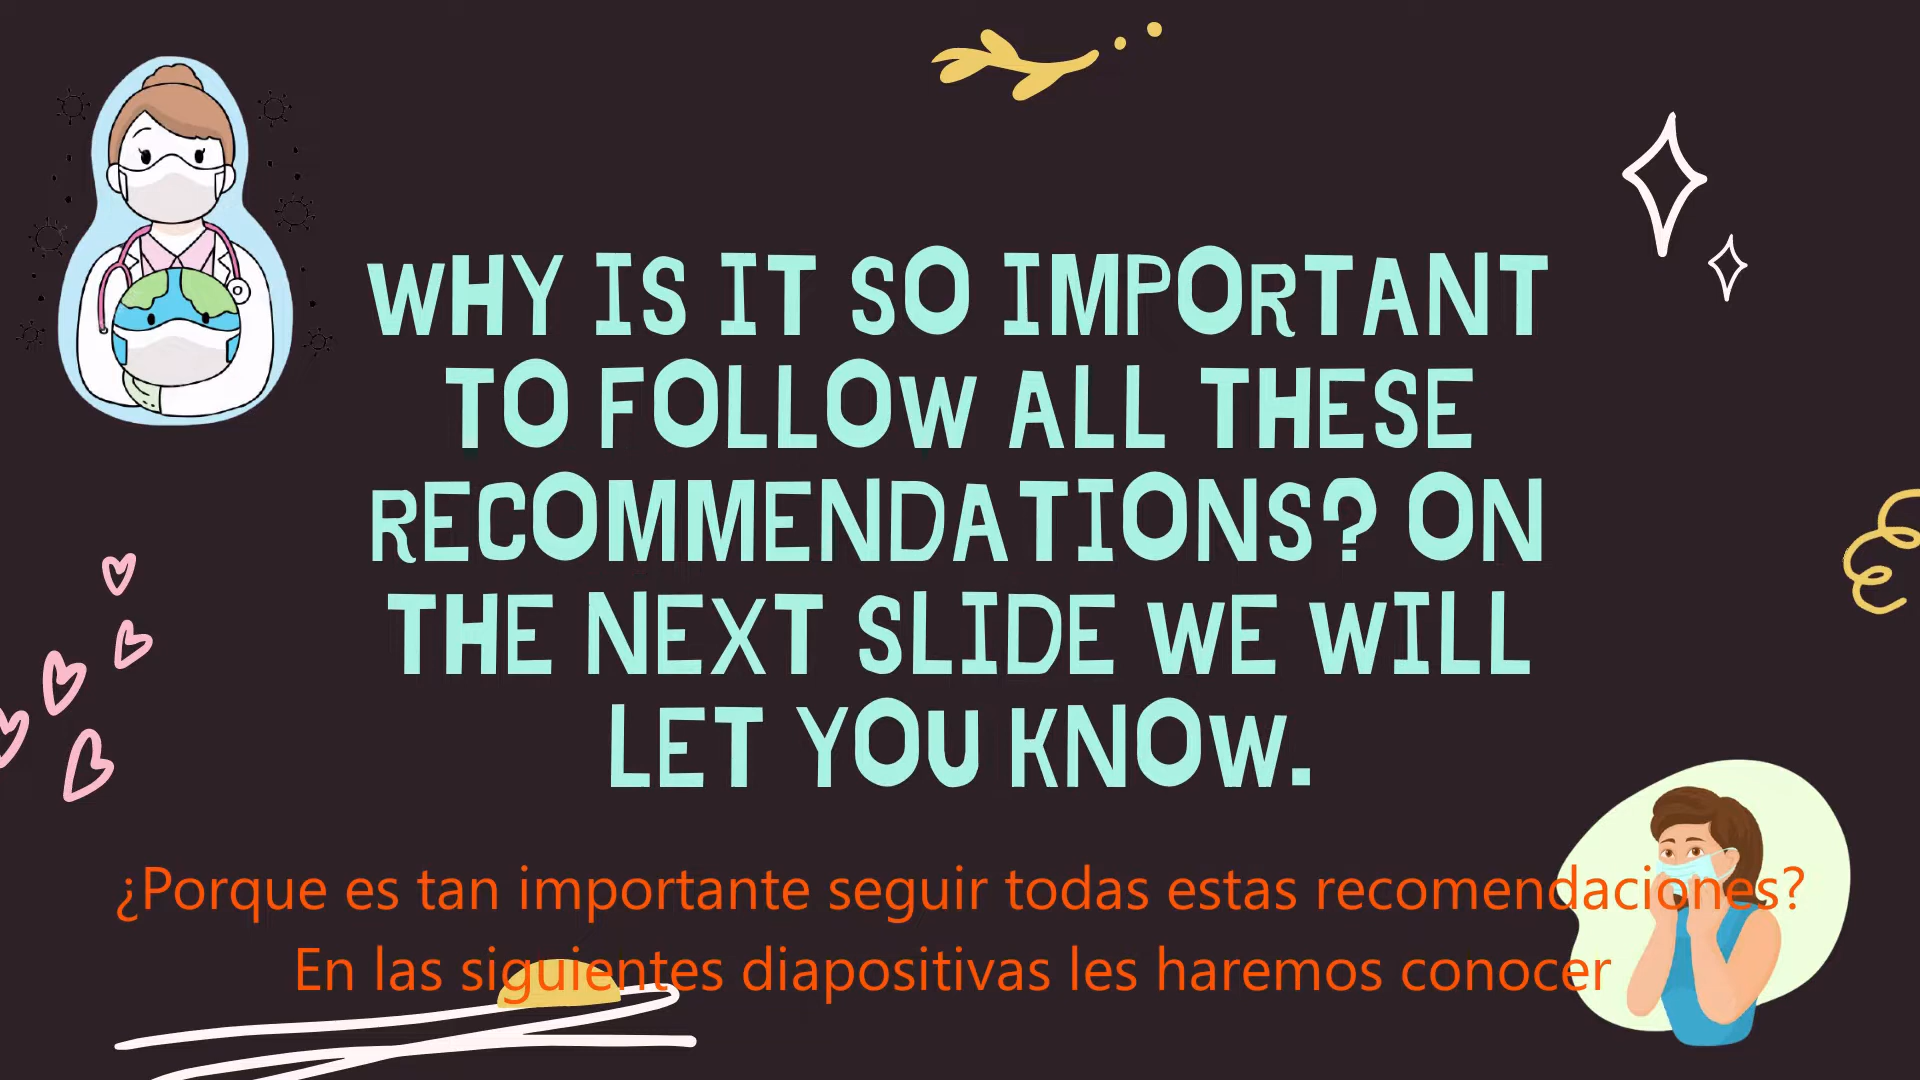 WHY IS IT SO IMPORTANT
TO FOLLOW ALL THESE
RECOMMENDATIONS? ON
THE NEXT SLIDE WE WILL
LET YOU KNOW.
¿Porque es tan importante seguir todas estas recomendaciones?
En las siguientes diapositivas les haremos conocer